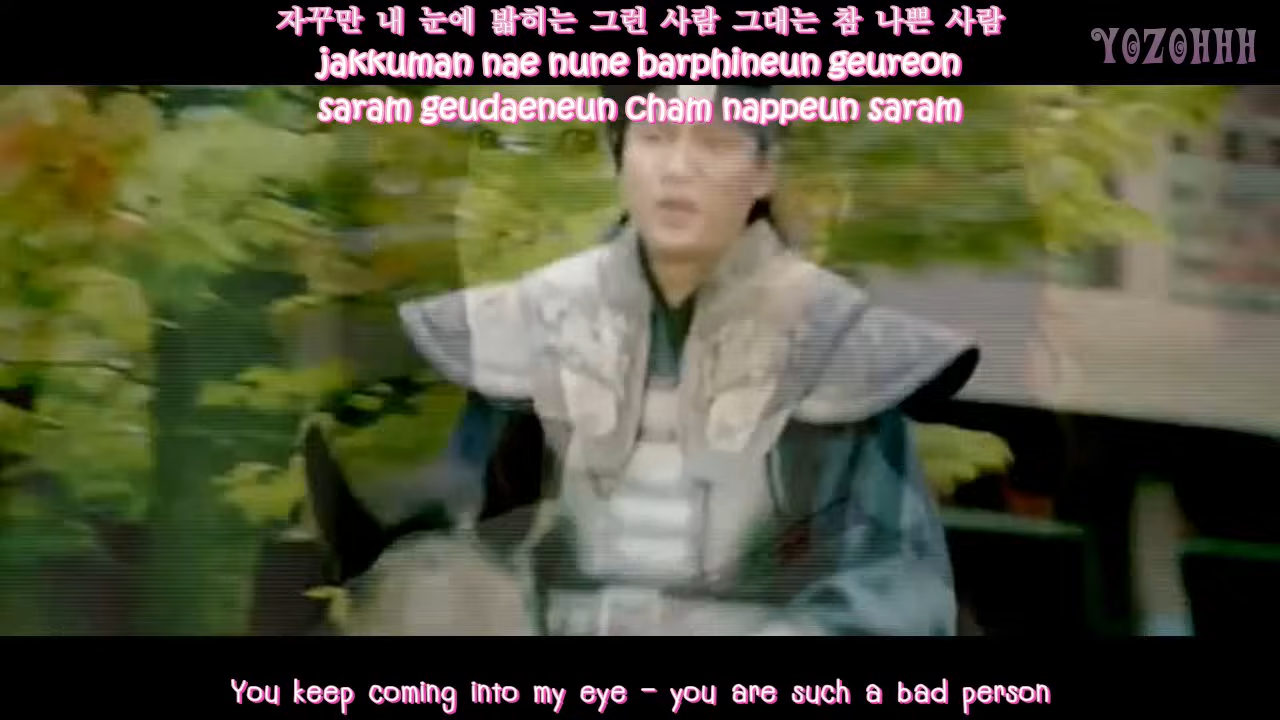 자꾸만 내 눈에 밟히는 그런 사람 그대는 참 나쁜 사람
YOZOHHH
jakkuman nae nune barphineun geureon
saram geudaeneun cham nappeun saram
You keep coming into my eye - you are such a bad person